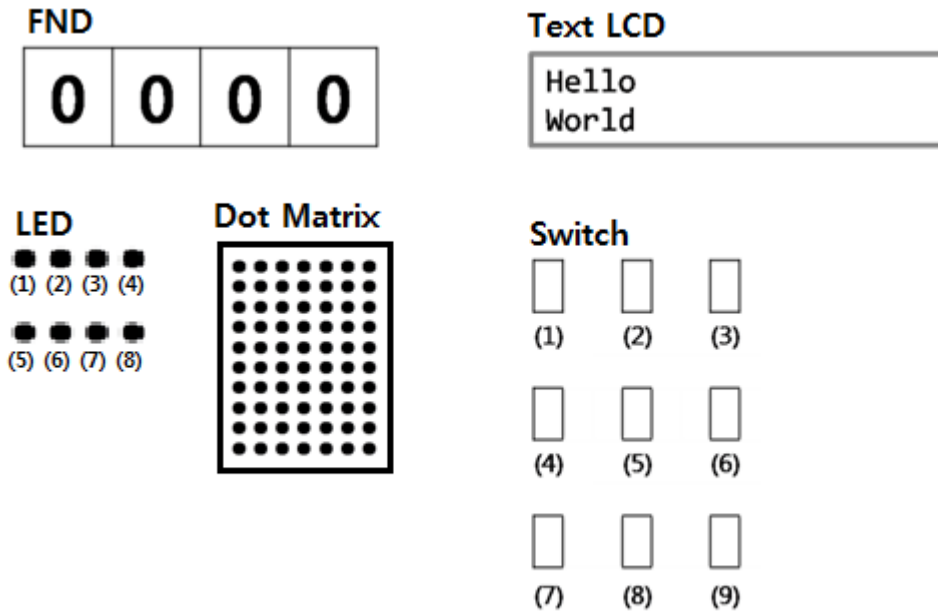 FND
0 0 0 0
Text LCD
Hello
World
LED
(1) (2) (3) (4)
(5) (6) (7) (8)
Dot Matrix
Switch
(1) (2) (3)
(4) (5) (6)
(7) (8) (9)